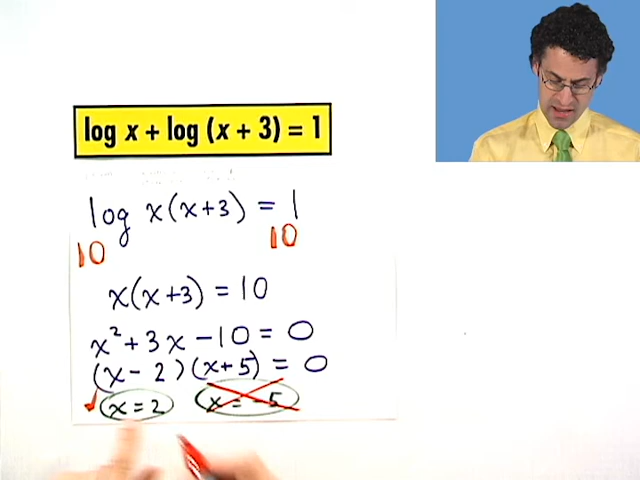 log x + log (x + 3) = 1
log x(x+3) = 1
10 10
x(x+3) = 10
x² + 3x - 10 = 0
(x - 2)(x+5) = 0
x = 2 x = -5